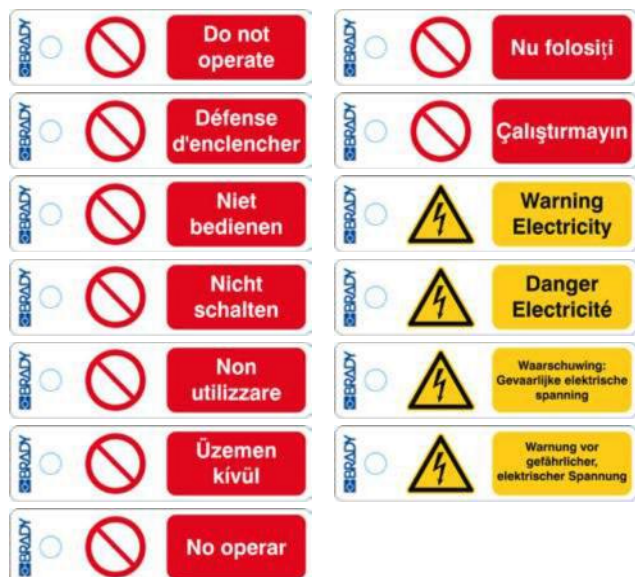 BRADY
Do not
operate
BRADY
Défense
d'enclencher
BRADY
Niet
bedienen
BRADY
Nicht
schalten
BRADY
Non
utilizzare
BRADY
Üzemen
kívül
BRADY
No operar
BRADY
Nu folosiţi
BRADY
Çalıştırmayın
BRADY
Warning
Electricity
BRADY
Danger
Electricité
BRADY
Waarschuwing:
Gevaarlijke elektrische
spanning
BRADY
Warnung vor
gefährlicher,
elektrischer Spannung